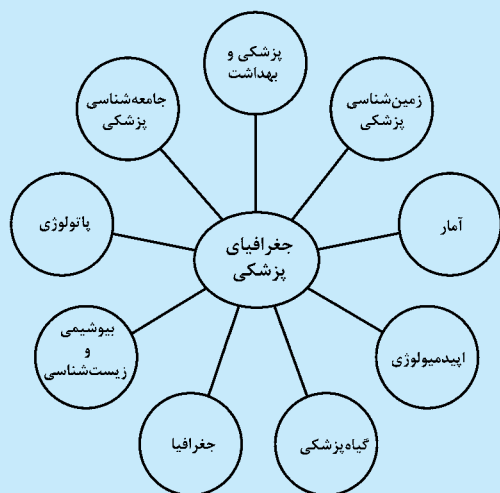 جغرافیای
پزشکی
پزشکی و
بهداشت
زمین‌شناسی
پزشکی
آمار
اپیدمیولوژی
گیاه‌پزشکی
جغرافیا
بیوشیمی
و
زیست‌شناسی
پاتولوژی
جامعه‌شناسی
پزشکی